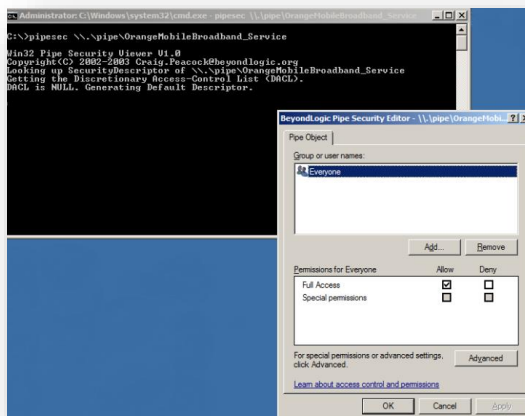 Administrator: C:\Windows\system32\cmd.exe - pipesec \\.\pipe\OrangeMobileBroadband_Service
C:\>pipesec \\.\pipe\OrangeMobileBroadband_Service
Win32 Pipe Security Viewer V1.0
Copyright(C) 2002-2003 Craig.Peacock@beyondlogic.org
Looking up SecurityDescriptor of \\.\pipe\OrangeMobileBroadband_Service
Getting the Discretionary Access-Control List (DACL).
DACL is NULL. Generating Default Descriptor.
BeyondLogic Pipe Security Editor - \\.\pipe\OrangeMobi...
Pipe Object
Group or user names:
Everyone
Add... Remove
Permissions for Everyone Allow Deny
Full Access
Special permissions
For special permissions or advanced settings,
click Advanced.
Advanced
Learn about access control and permissions
OK Cancel Apply